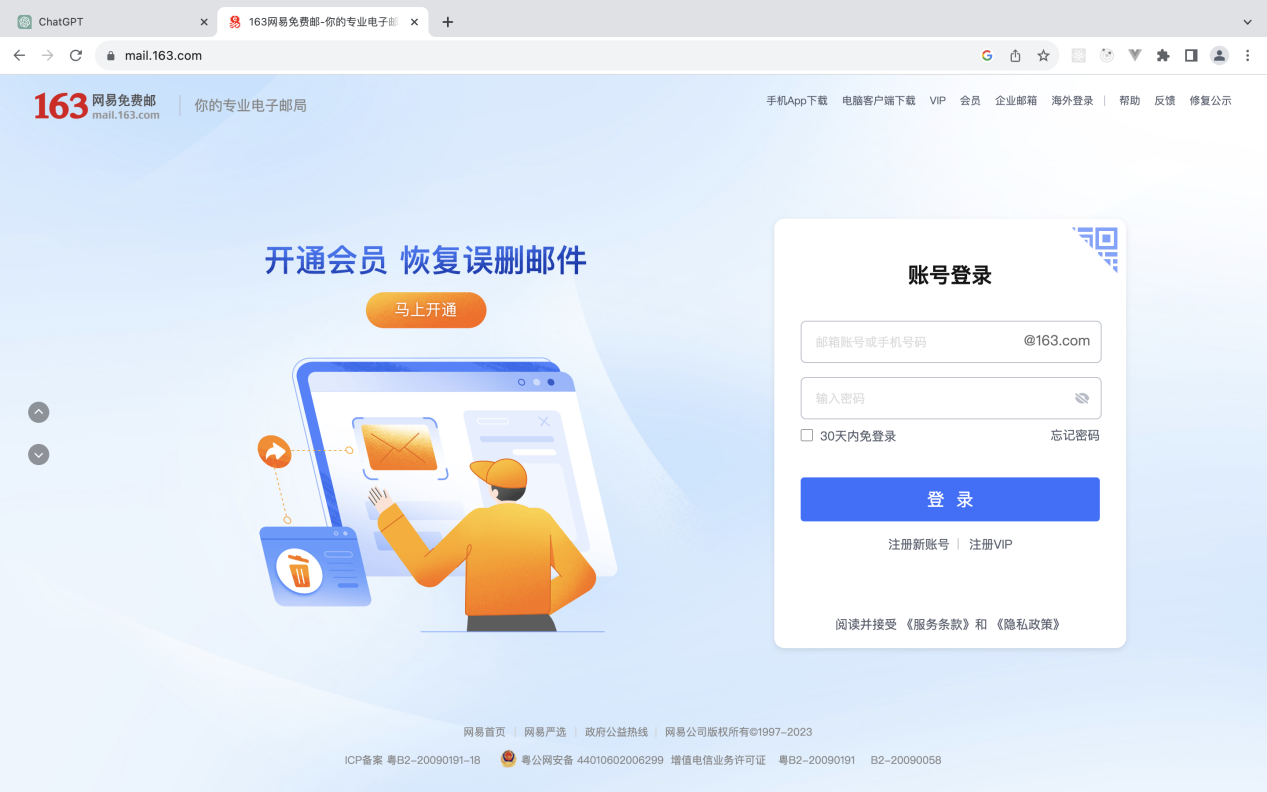 ChatGPT
163网易免费邮-你的专业电子邮
mail.163.com
163 网易免费邮 mail.163.com
你的专业电子邮局
手机App下载 电脑客户端下载 VIP 会员 企业邮箱 海外登录 | 帮助 反馈 修复公示
开通会员 恢复误删邮件
马上开通
账号登录
邮箱账号或手机号码 @163.com
输入密码
30天内免登录 忘记密码
登 录
注册新账号 | 注册VIP
阅读并接受《服务条款》和《隐私政策》
网易首页 | 网易严选 | 政府公益热线 | 网易公司版权所有©1997-2023
ICP备案 粤B2-20090191-18 粤公网安备 44010602006299 增值电信业务许可证 粤B2-20090191 B2-20090058